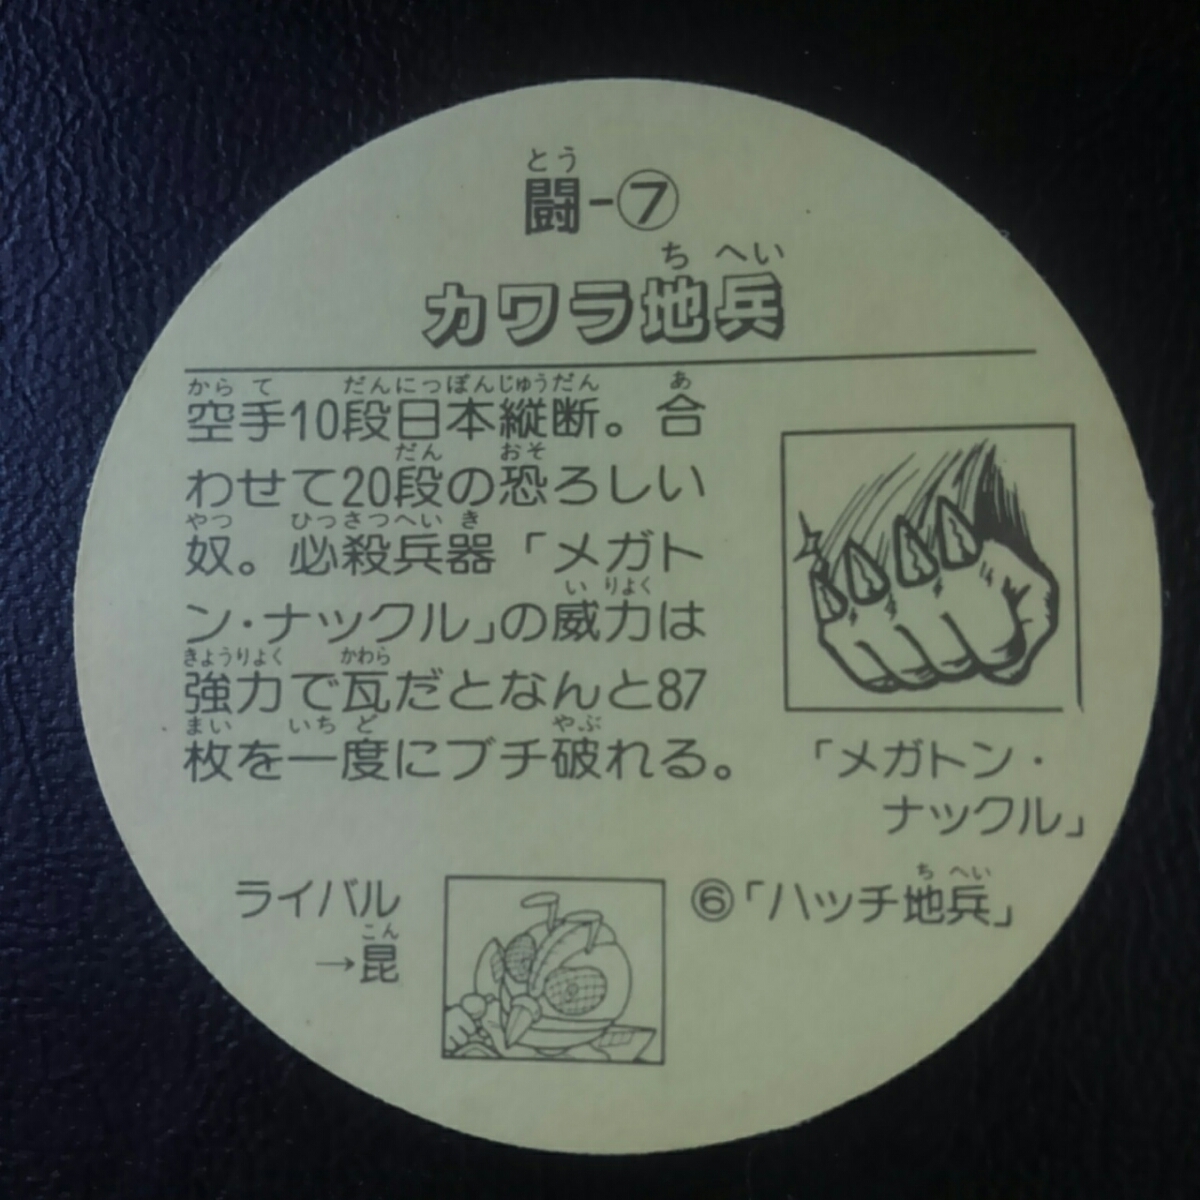 とう
闘-⑦
ち へい
カワラ地兵
から て だんにっぽんじゅうだん あ
空手10段日本縦断。合
だん おそ
わせて20段の恐ろしい
やつ ひっさつへい き
奴。必殺兵器「メガト
い りよく
ン・ナックル」の威力は
きょうりよく かわら
強力で瓦だとなんと87
まい いち ど やぶ
枚を一度にブチ破れる。
「メガトン・
ナックル」
ライバル
こん
→昆
ち へい
⑥「ハッチ地兵」